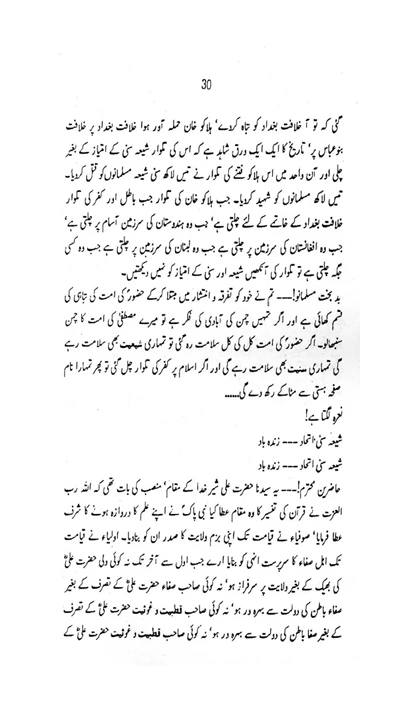 30
گئی کہ تو آ خلافت بغداد کو تباہ کردے، ہلاکو خان حملہ آور ہوا خلافت بغداد پر خلافت
بنوعباس پر، تاریخ کا ایک ایک ورق شاہد ہے کہ اس کی تلوار شیعہ سنی کے امتیاز کے بغیر
چلی اور آن واحد میں اس ہلاکو فتنے کی تلوار نے تیس لاکھ سنی شیعہ مسلمانوں کو قتل کردیا۔
تیس لاکھ مسلمانوں کو شہید کردیا۔ جب ہلاکو خان کی تلوار جب باطل اور کفر کی تلوار
خلافت بغداد کے خاتمے کے لئے چلتی ہے، جب وہ ہندوستان کی سرزمین آسام پر چلتی ہے،
جب وہ افغانستان کی سرزمین پر چلتی ہے جب وہ لبنان کی سرزمین پر چلتی ہے جب وہ کسی
جگہ چلتی ہے تو تلوار کی آنکھیں شیعہ اور سنی کے امتیاز کو نہیں دیکھتیں۔
بد بخت مسلمانو!--- تم نے خود کو تفرقہ و انتشار میں مبتلا کرکے حضورؐ کی امت کی تباہی کی
قسم کھائی ہے اور اگر تمہیں چمن کی آبادی کی فکر ہے تو میرے مصطفیٰؐ کی امت کا چمن
سنبھالو۔ اگر حضورؐ کی امت کل کی کل سلامت رہ گئی تو تمہاری شیعیت بھی سلامت رہے
گی تمہاری سنیت بھی سلامت رہے گی اور اگر اسلام پر کفر کی تلوار چل گئی تو پھر تمہارا نام
صفحہ ہستی سے مٹا کے رکھ دے گی......
نعرہ لگتا ہے!
شیعہ سنی اتحاد --- زندہ باد
شیعہ سنی اتحاد --- زندہ باد
حاضرین محترم!--- یہ سیدنا حضرت علی شیر خدا کے مقام، منصب کی بات تھی کہ اللہ رب
العزت نے قرآن کی تفسیر کا وہ مقام عطا کیا نبی پاکؐ نے اپنے علم کا دروازہ ہونے کا شرف
عطا فرمایا، صوفیاء نے قیامت تک اپنی بزم ولایت کا صدر ان کو بنادیا۔ اولیاء نے قیامت
تک اہل صفاء کا سرپرست انہی کو بنایا ارے جب اول سے آخر تک نہ کوئی ولی حضرت علیؓ
کی بھیک کے بغیر ولایت پر سرفراز ہو، نہ کوئی صاحب صفاء حضرت علیؓ کے تصرف کے بغیر
صفاء باطن کی دولت سے بہرہ ور ہو، نہ کوئی صاحب قطبیت و غوثیت حضرت علیؓ کے تصرف
کے بغیر صفا باطن کی دولت سے بہرہ ور ہو، نہ کوئی صاحب قطبیت و غوثیت حضرت علیؓ کے